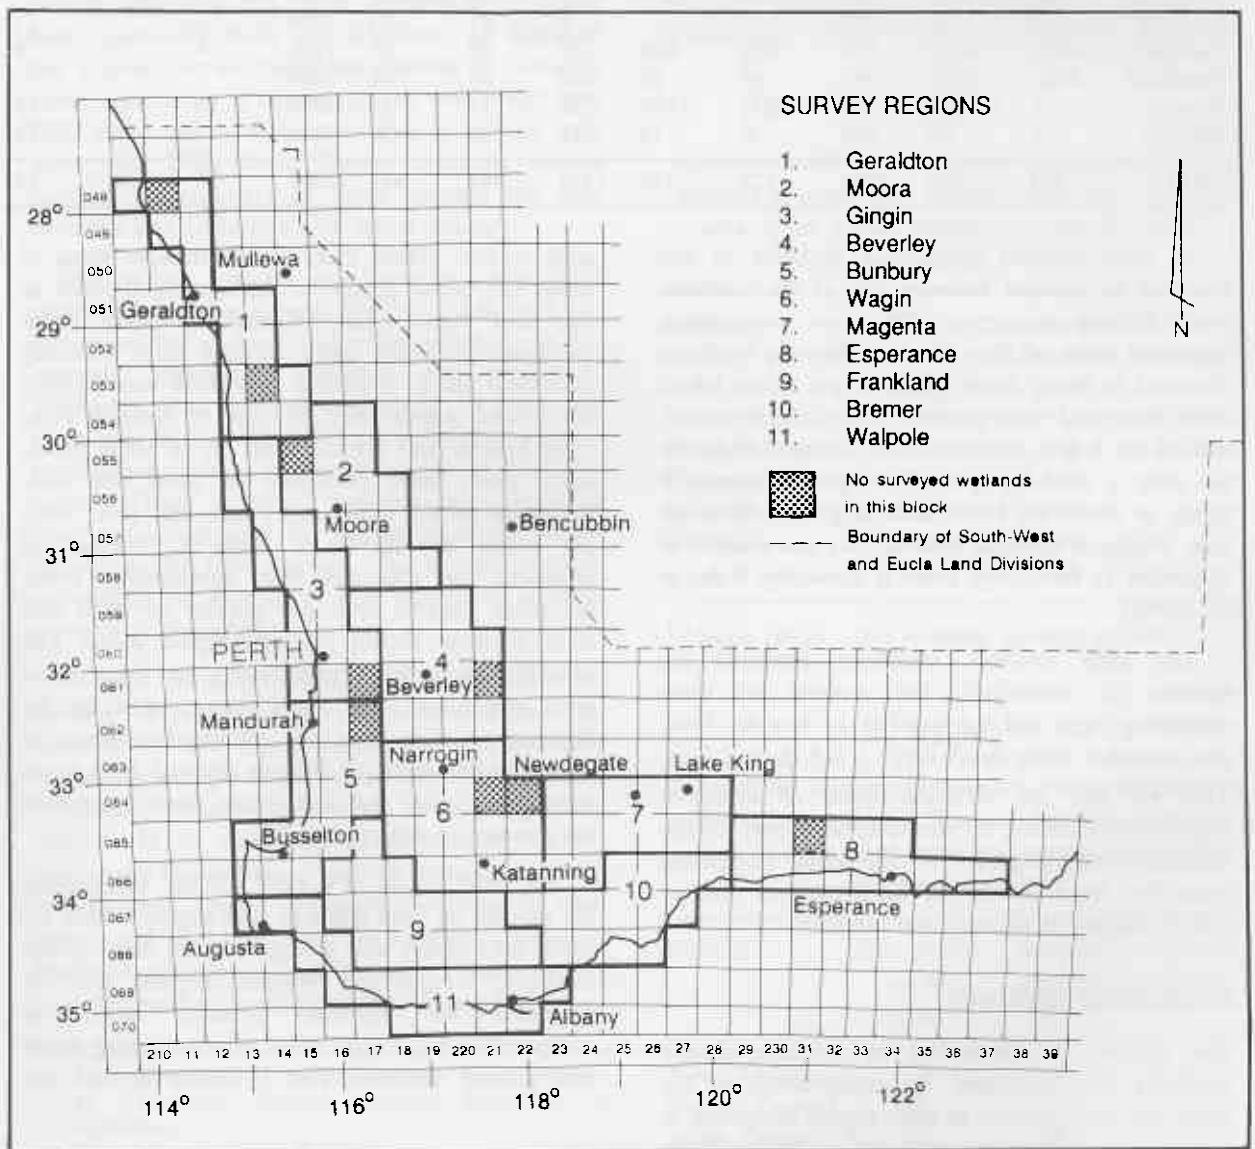 SURVEY REGIONS
1. Geraldton
2. Moora
3. Gingin
4. Beverley
5. Bunbury
6. Wagin
7. Magenta
8. Esperance
9. Frankland
10. Bremer
11. Walpole
No surveyed wetlands
in this block
Boundary of South-West
and Eucla Land Divisions
N
048
28°
049
Mullewa
050
Geraldton
051
1
29°
052
053
054
30°
055
2
056
Moora
Bencubbin
057
31°
058
3
059
PERTH
060
4
32°
Beverley
061
Mandurah
062
Narrogin
Newdegate
Lake King
063
33°
5
064
6
7
Busselton
065
8
Katanning
066
10
34°
Esperance
067
9
Augusta
068
069
11
35°
Albany
070
210 11 12 13 14 15 16 17 18 19 220 21 22 23 24 25 26 27 28 29 230 31 32 33 34 35 36 37 38 39
114° 116° 118° 120° 122°